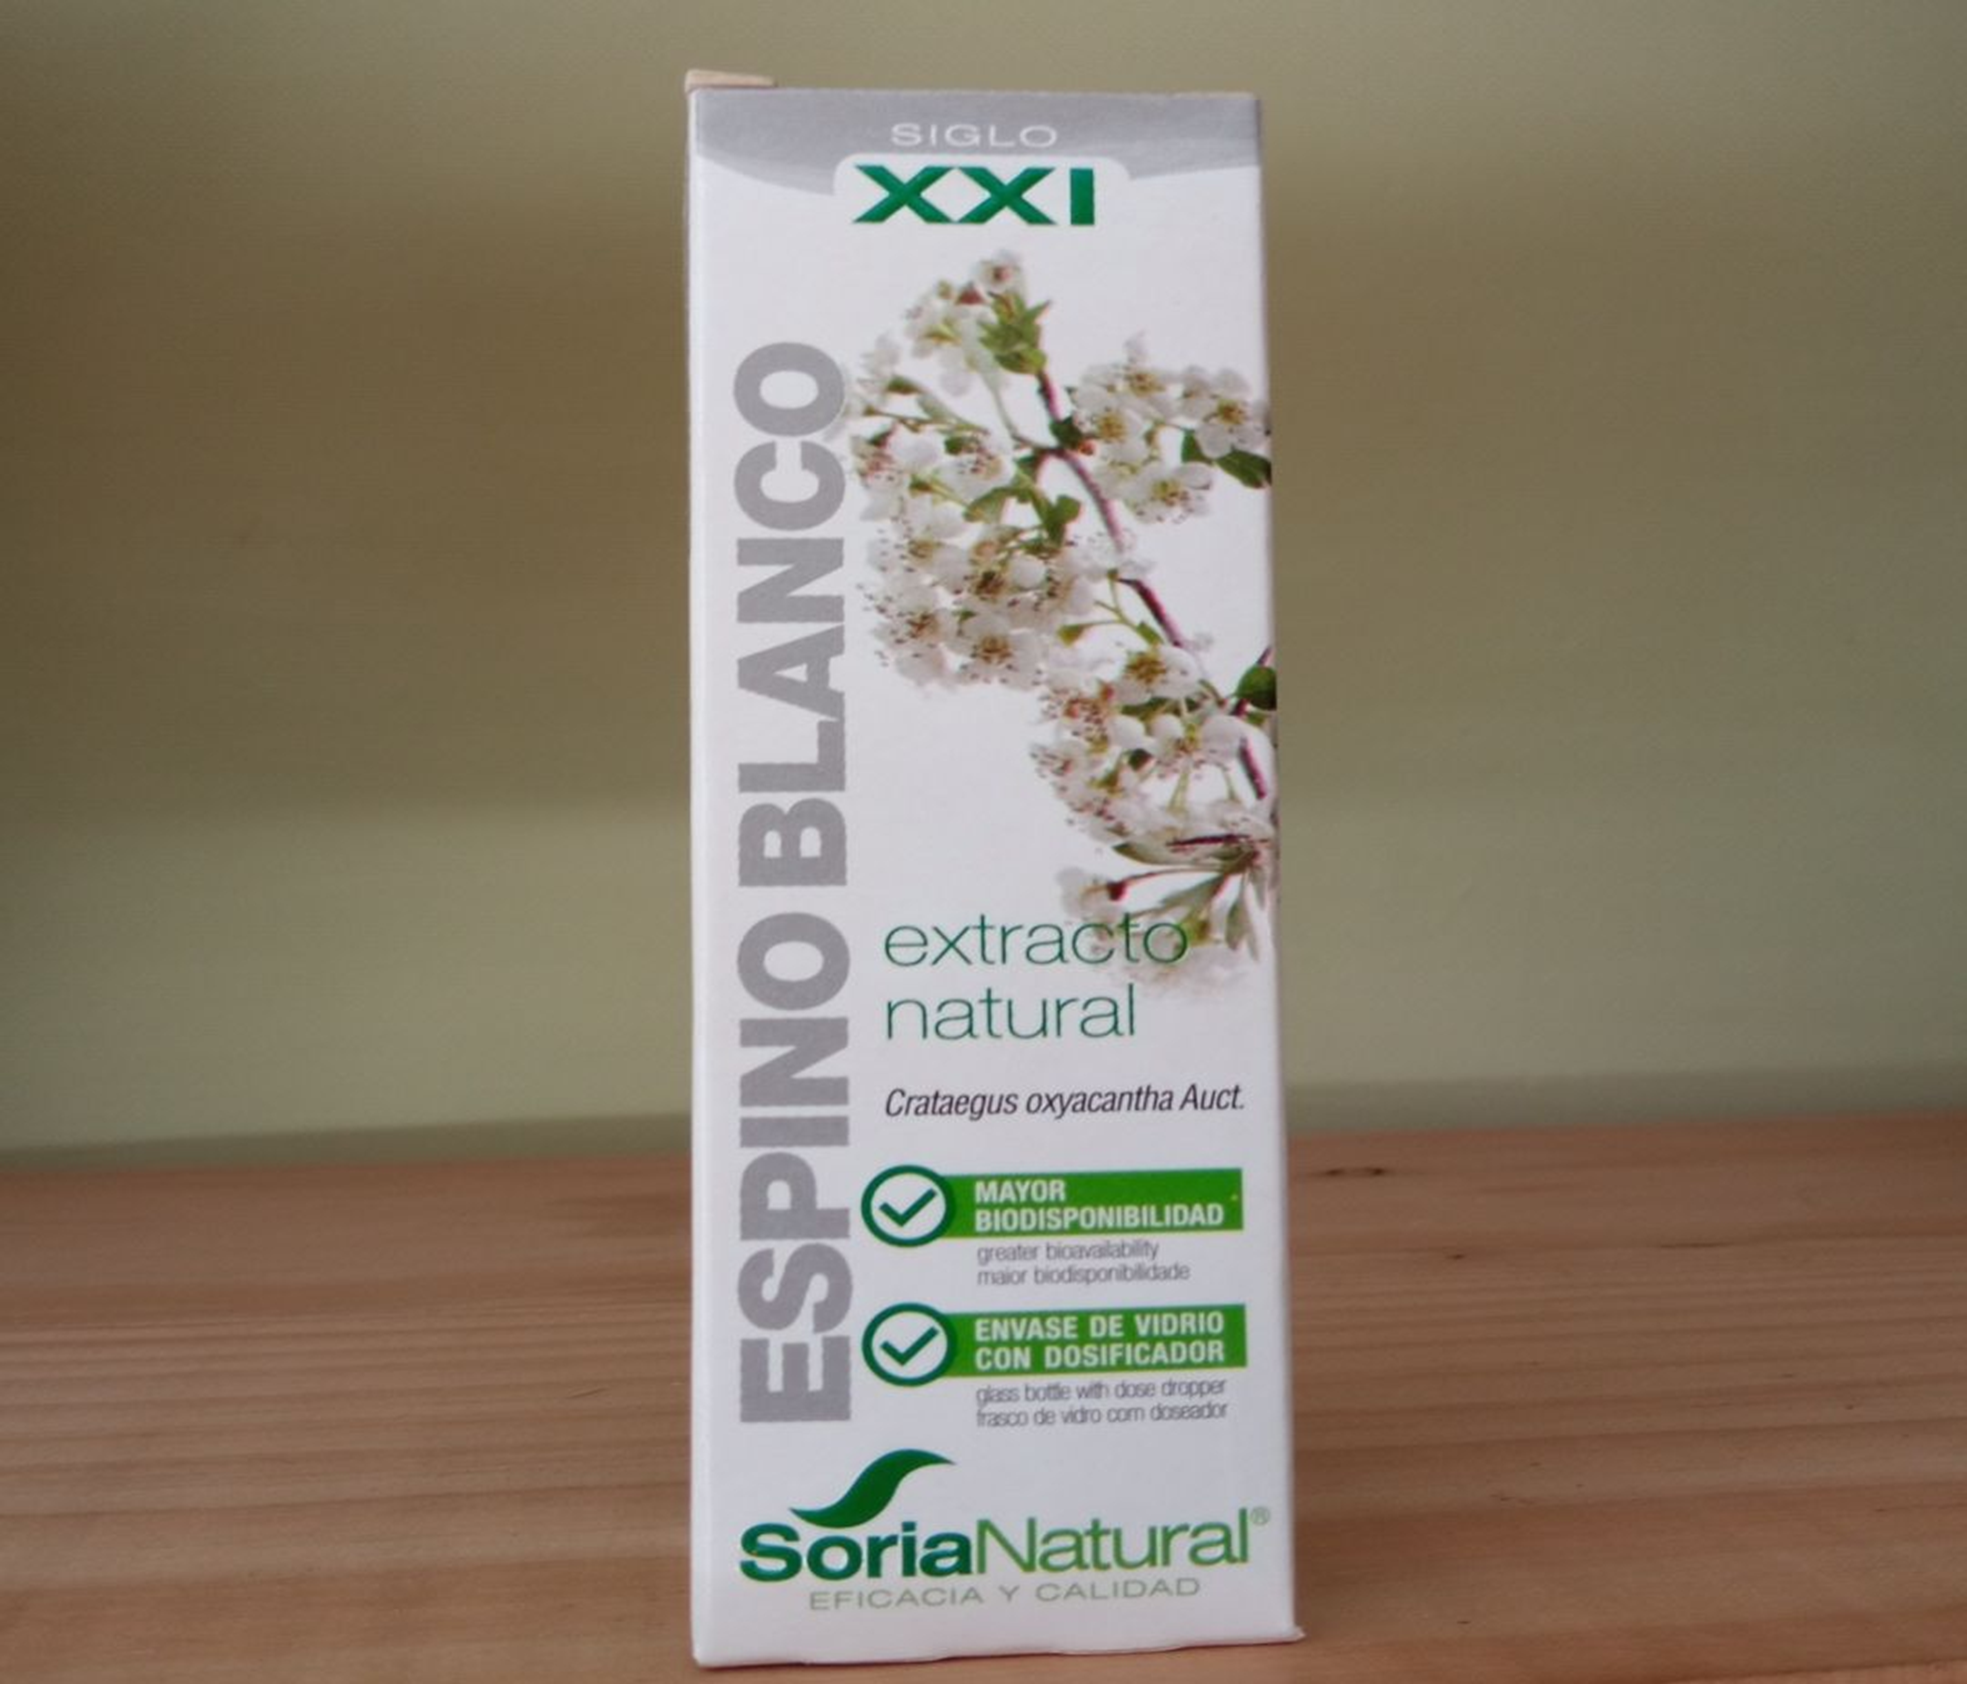 SIGLO
XXI
ESPINO BLANCO
extracto
natural
Crataegus oxyacantha Auct.
MAYOR
BIODISPONIBILIDAD
greater bioavailability
maior biodisponibilidade
ENVASE DE VIDRIO
CON DOSIFICADOR
glass bottle with dose dropper
frasco de vidro com doseador
SoriaNatural®
EFICACIA Y CALIDAD